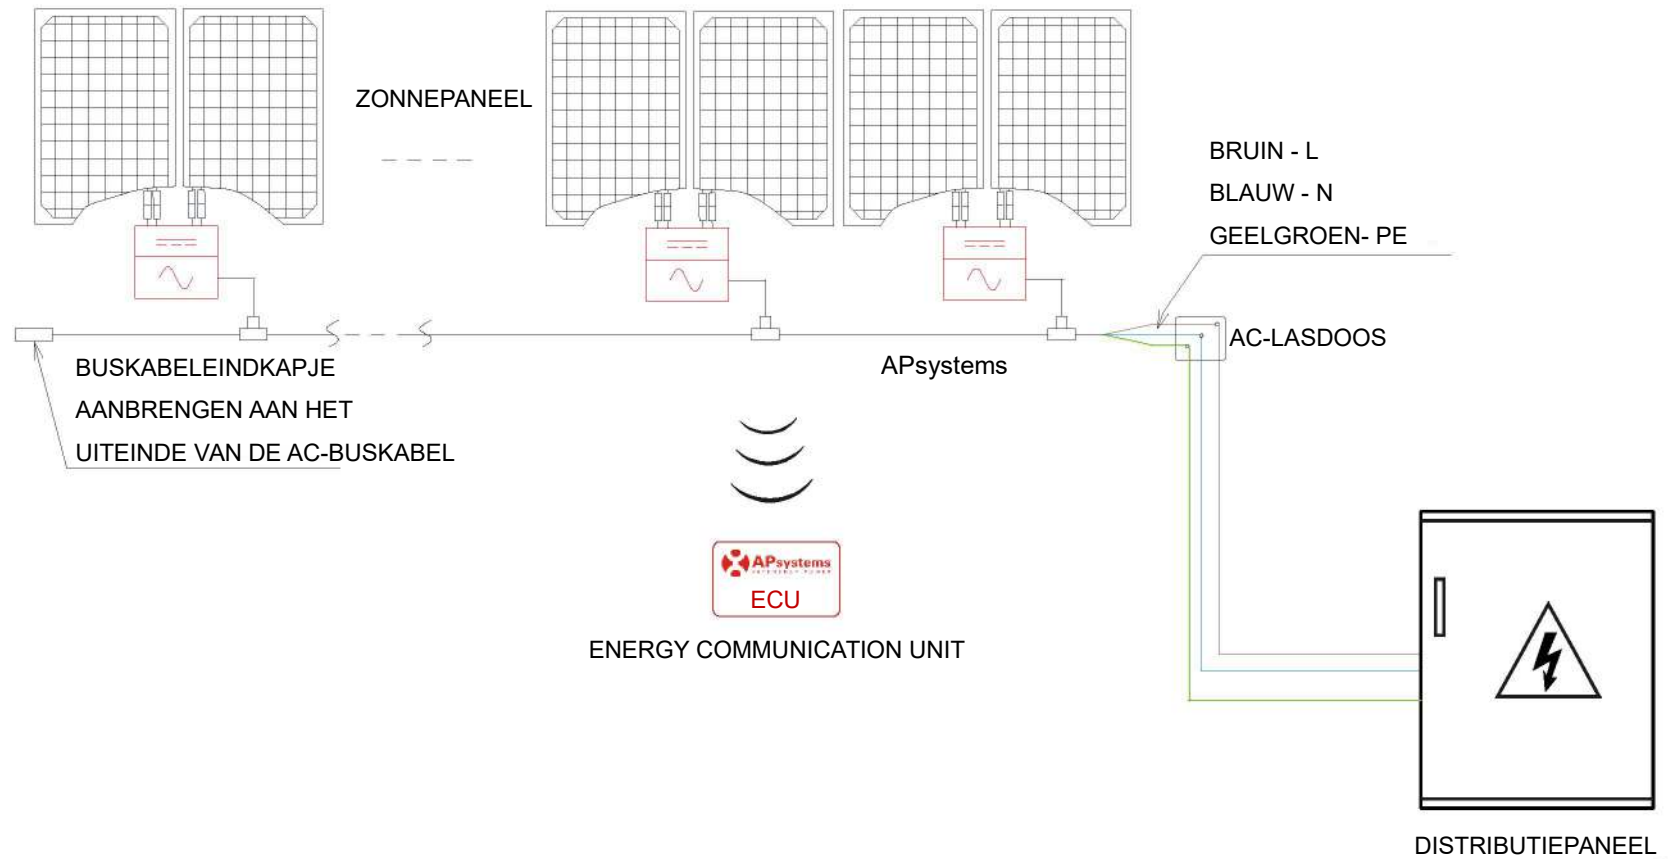 ZONNEPANEEL
BRUIN - L
BLAUW - N
GEELGROEN- PE
AC-LASDOOS
BUSKABELEINDKAPJE
AANBRENGEN AAN HET
UITEINDE VAN DE AC-BUSKABEL
APsystems
APsystems
ECU
ENERGY COMMUNICATION UNIT
DISTRIBUTIEPANEEL